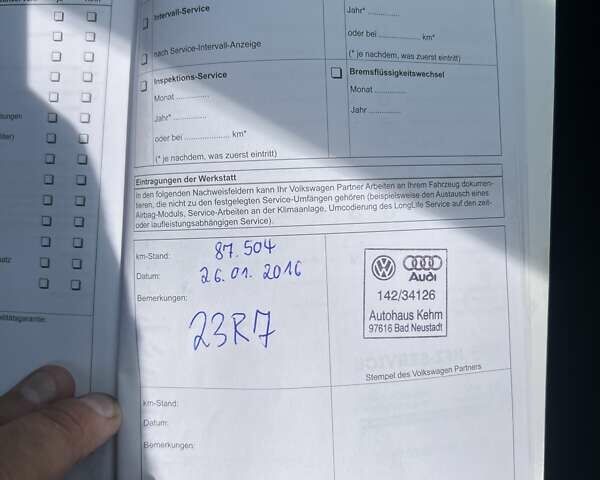 Intervall-Service
nach Service-Intervall-Anzeige
Inspektions-Service
Monat ...............
Jahr* ...............
oder bei ..................... km*
(* je nachdem, was zuerst eintritt)
Jahr* ...............
oder bei ................... km*
(* je nachdem, was zuerst eintritt)
Bremsflüssigkeitswechsel
Monat ...............
Jahr ...............
Eintragungen der Werkstatt
In den folgenden Nachweisfeldern kann Ihr Volkswagen Partner Arbeiten an Ihrem Fahrzeug dokumen-
tieren, die nicht zu den festgelegten Service-Umfängen gehören (beispielsweise den Austausch eines
Airbag-Moduls, Service-Arbeiten an der Klimaanlage, Umcodierung des LongLife Service auf den zeit-
oder laufleistungsabhängigen Service).
km-Stand: 87.504
Datum: 26.01.2016
Bemerkungen:
23R7
Audi
142/34126
Autohaus Kehm
97616 Bad Neustadt
Stempel des Volkswagen Partners
km-Stand:
Datum:
Bemerkungen: